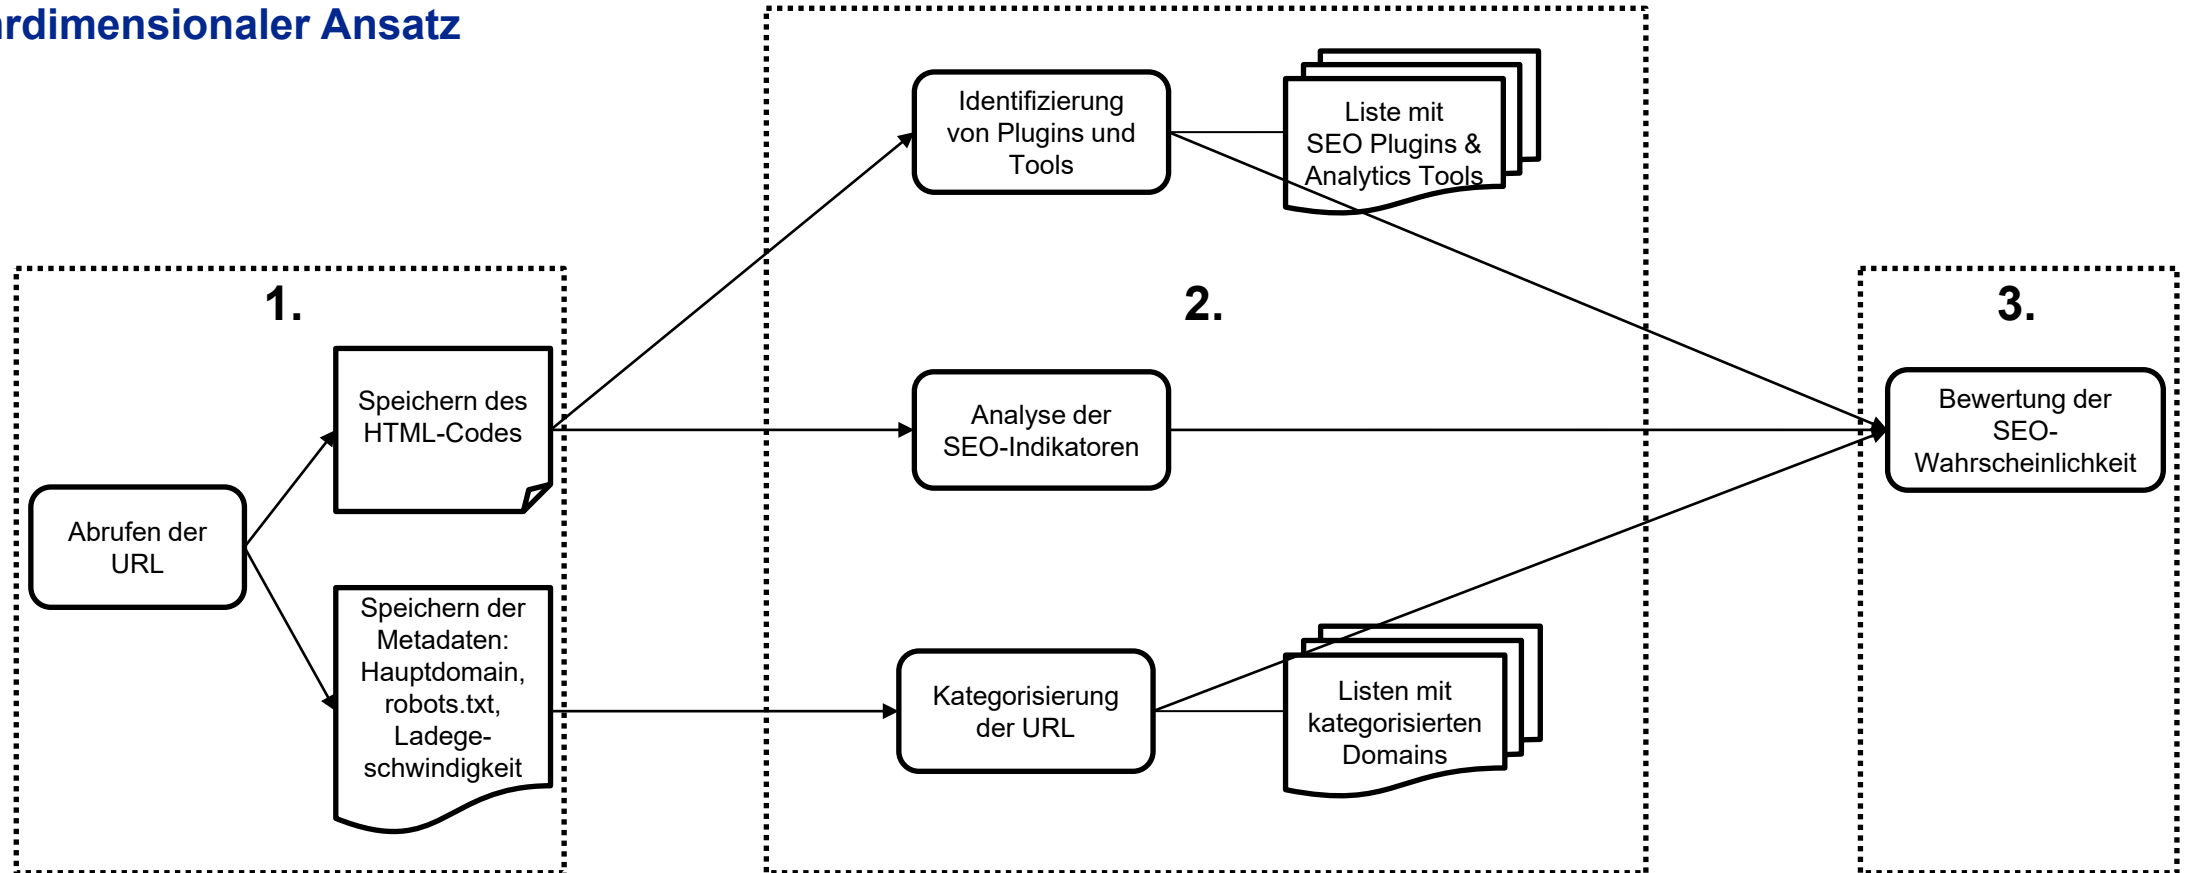 rdimensionaler Ansatz
1.
Abrufen der
URL
Speichern des
HTML-Codes
Speichern der
Metadaten:
Hauptdomain,
robots.txt,
Ladege-
schwindigkeit
2.
Identifizierung
von Plugins und
Tools
Liste mit
SEO Plugins &
Analytics Tools
Analyse der
SEO-Indikatoren
Kategorisierung
der URL
Listen mit
kategorisierten
Domains
3.
Bewertung der
SEO-
Wahrscheinlichkeit